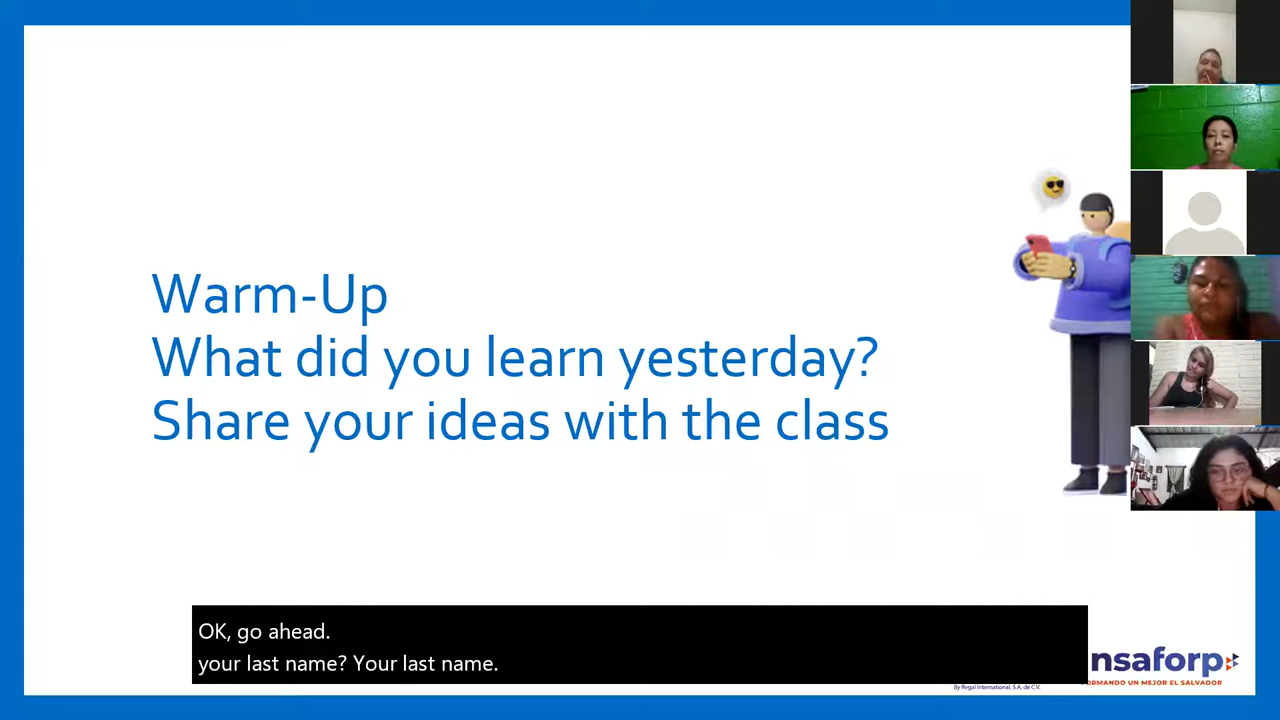 Warm-Up
What did you learn yesterday?
Share your ideas with the class
OK, go ahead.
your last name? Your last name.
nsaforp
ORMANDO UN MEJOR EL SALVADOR
By Regal International, S.A. de C.V.